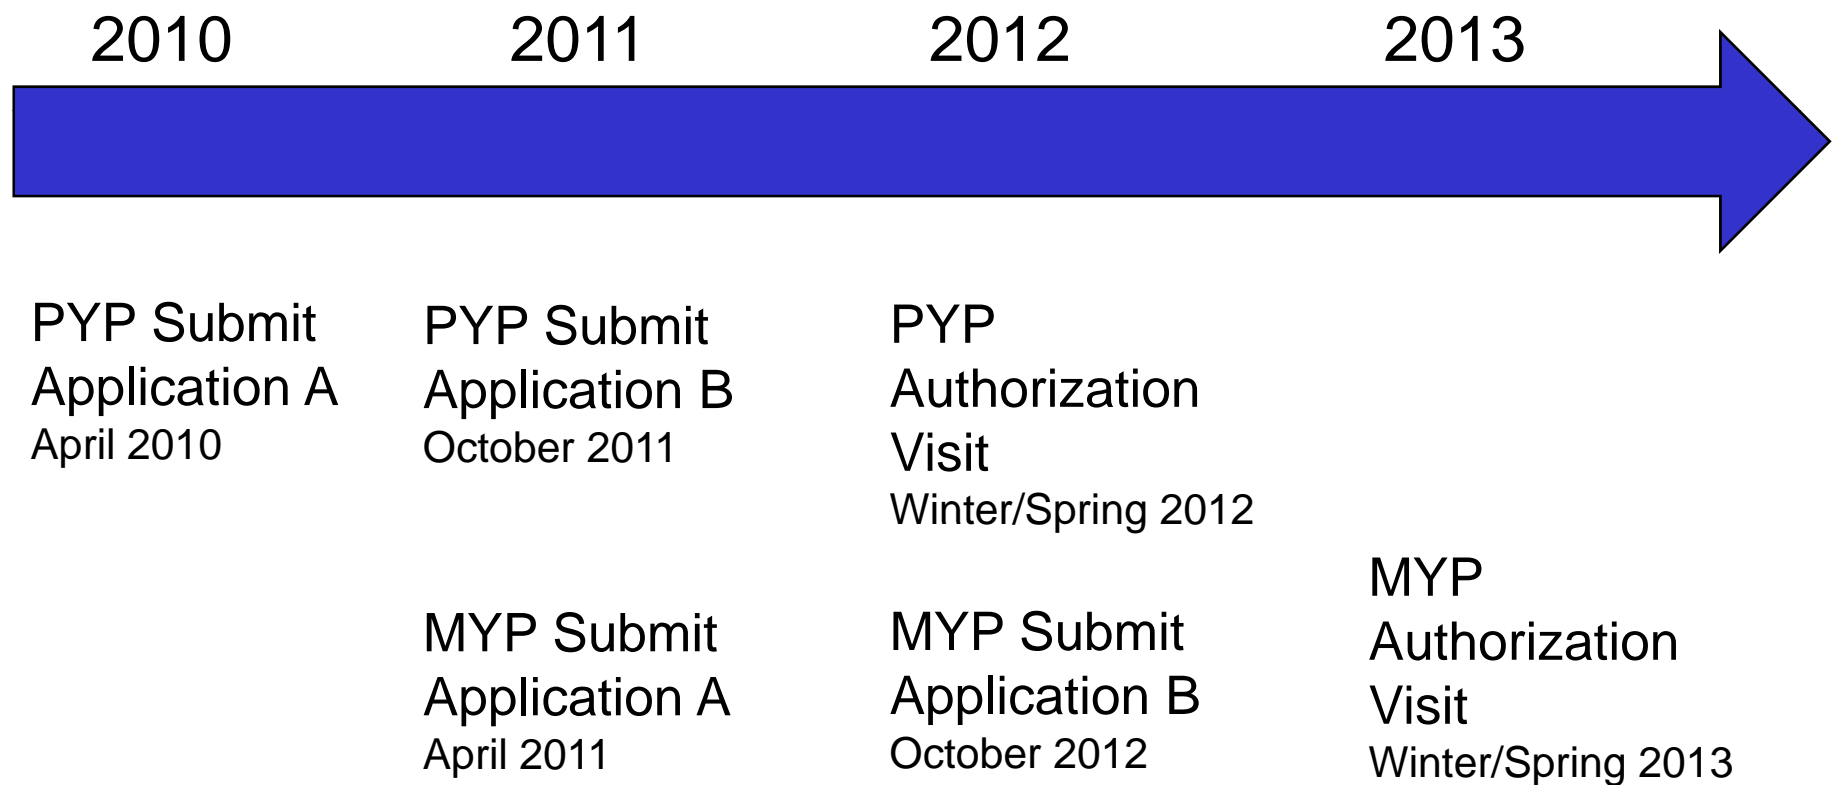 2010 2011 2012 2013
PYP Submit
Application A
April 2010
PYP Submit
Application B
October 2011
PYP
Authorization
Visit
Winter/Spring 2012
MYP Submit
Application A
April 2011
MYP Submit
Application B
October 2012
MYP
Authorization
Visit
Winter/Spring 2013